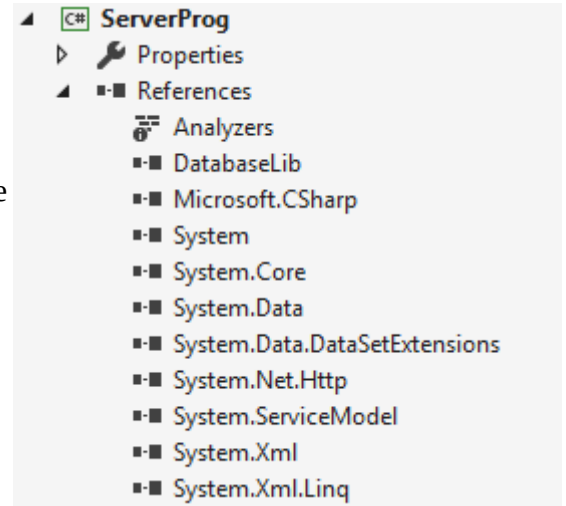 C# ServerProg
Properties
References
Analyzers
DatabaseLib
e
Microsoft.CSharp
System
System.Core
System.Data
System.Data.DataSetExtensions
System.Net.Http
System.ServiceModel
System.Xml
System.Xml.Linq